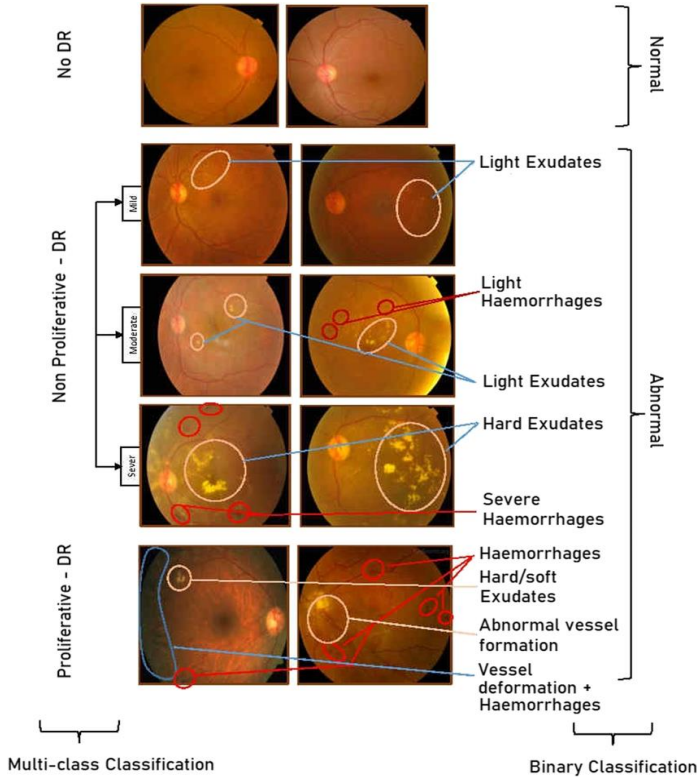 No DR
Normal
Non Proliferative - DR
Mild
Light Exudates
Moderate
Light
Haemorrhages
Light Exudates
Abnormal
Sever
Hard Exudates
Severe
Haemorrhages
Proliferative - DR
Haemorrhages
Hard/soft
Exudates
Abnormal vessel
formation
Vessel
deformation +
Haemorrhages
Multi-class Classification
Binary Classification